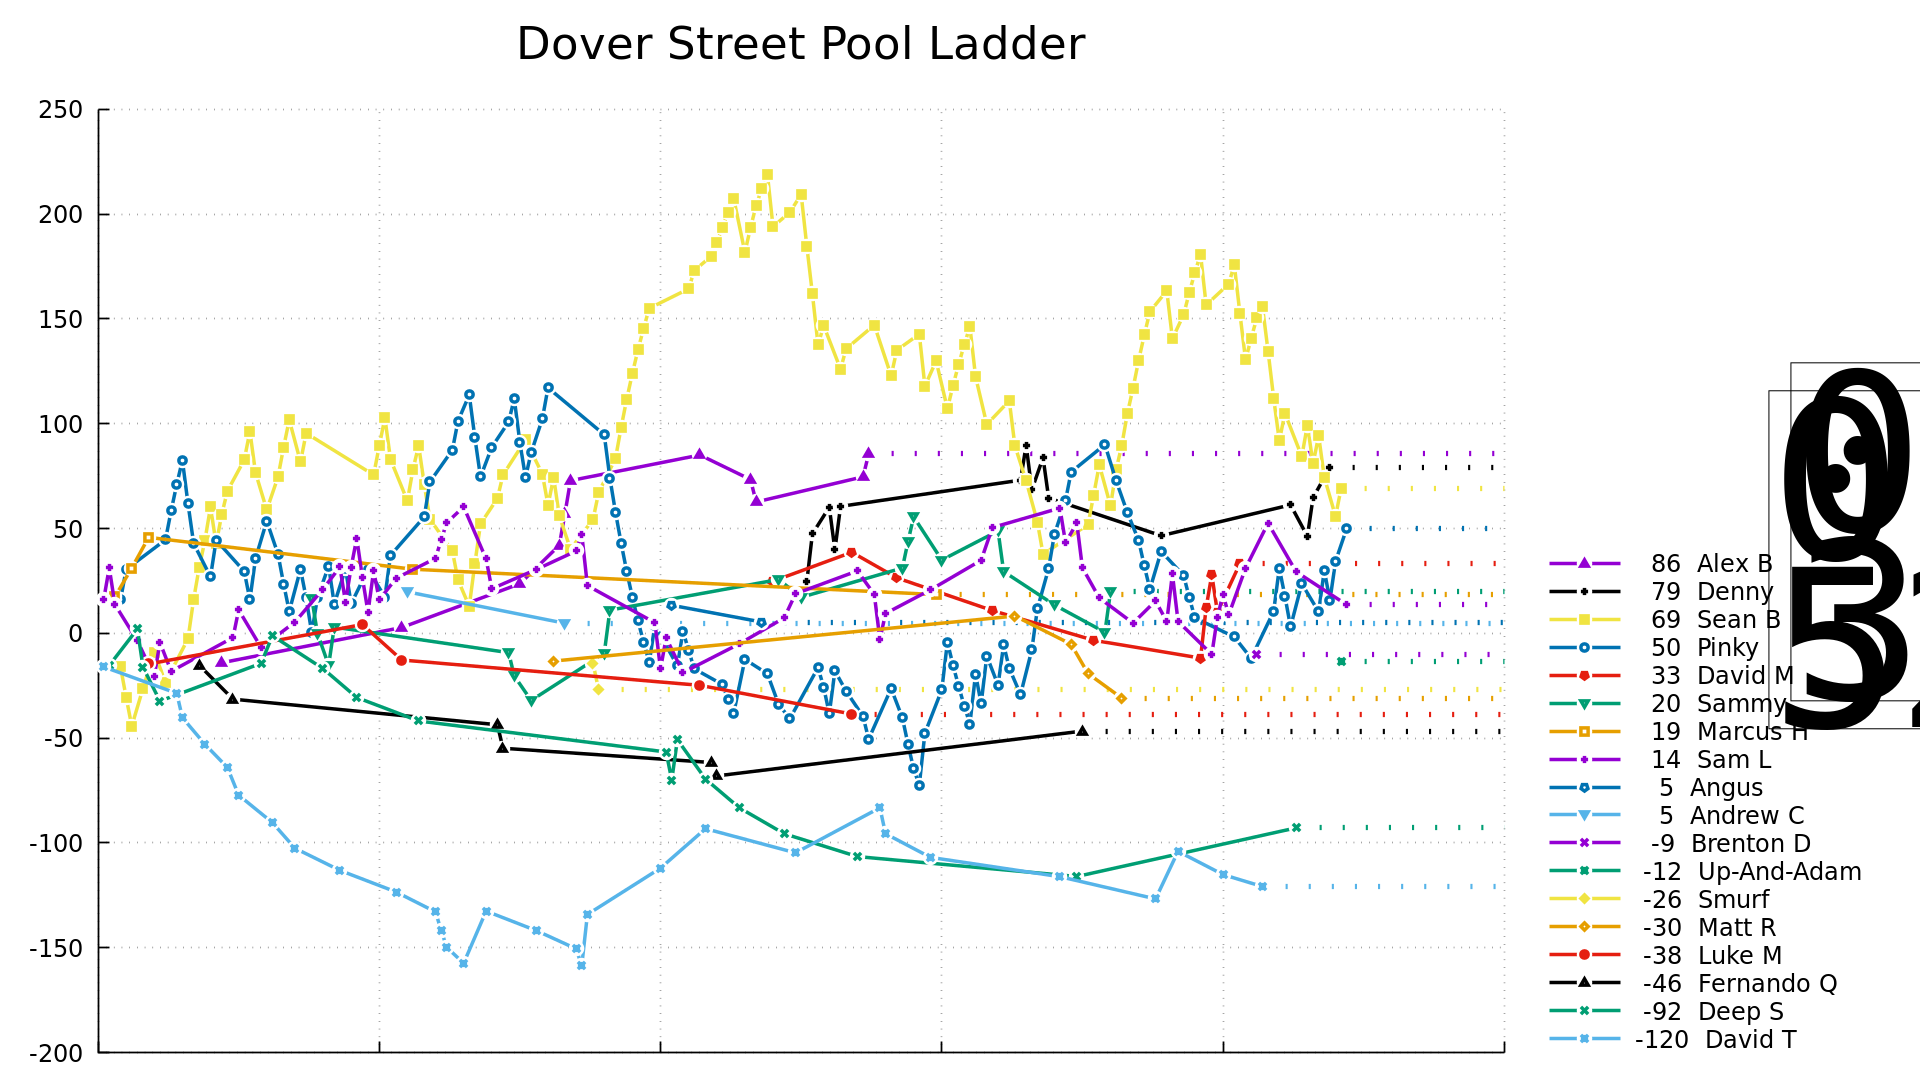 Dover Street Pool Ladder
250
200
150
100
50
0
-50
-100
-150
-200
86 Alex B
79 Denny
69 Sean B
50 Pinky
33 David M
20 Sammy
19 Marcus H
14 Sam L
5 Angus
5 Andrew C
-9 Brenton D
-12 Up-And-Adam
-26 Smurf
-30 Matt R
-38 Luke M
-46 Fernando Q
-92 Deep S
-120 David T